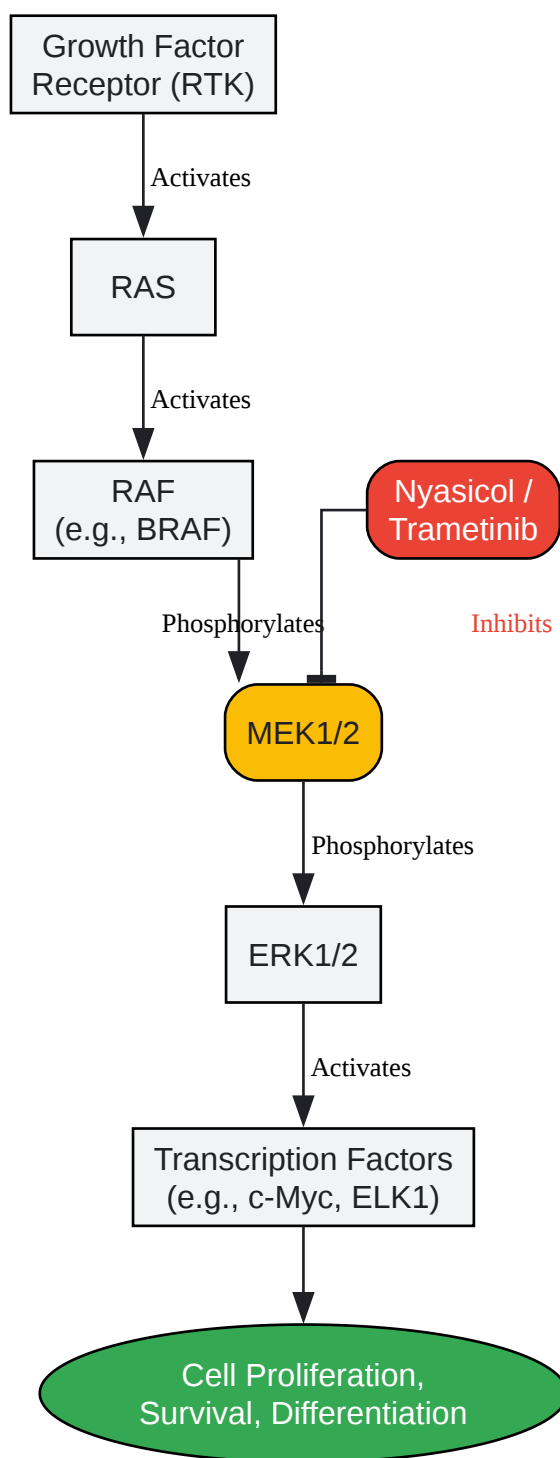 Growth Factor
Receptor (RTK)
Activates
RAS
Activates
RAF
(e.g., BRAF)
Nyasicol /
Trametinib
Phosphorylates
Inhibits
MEK1/2
Phosphorylates
ERK1/2
Activates
Transcription Factors
(e.g., c-Myc, ELK1)
Cell Proliferation,
Survival, Differentiation